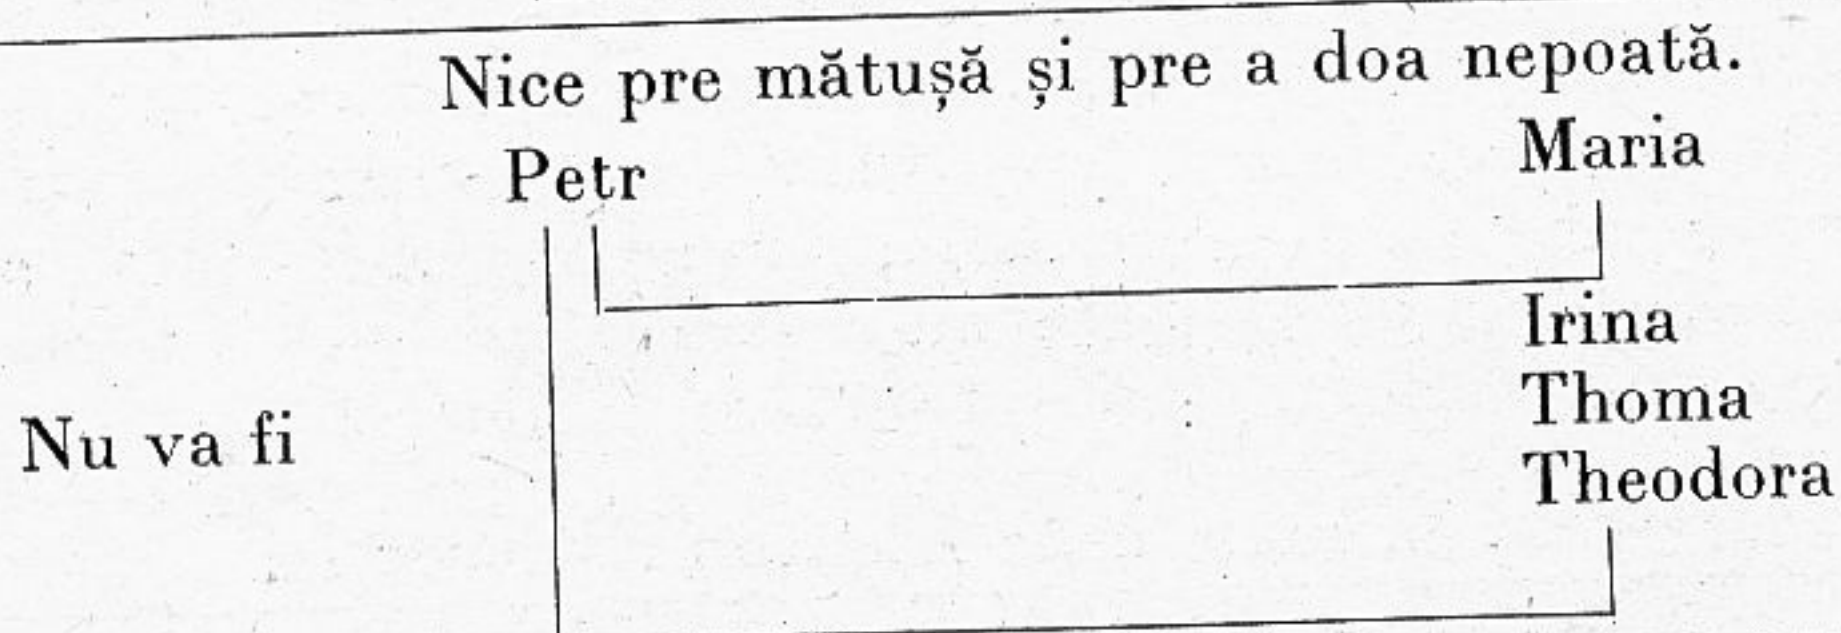 Nice pre mătușă și pre a doa nepoată.
Petr Maria
Irina
Thoma
Nu va fi
Theodora